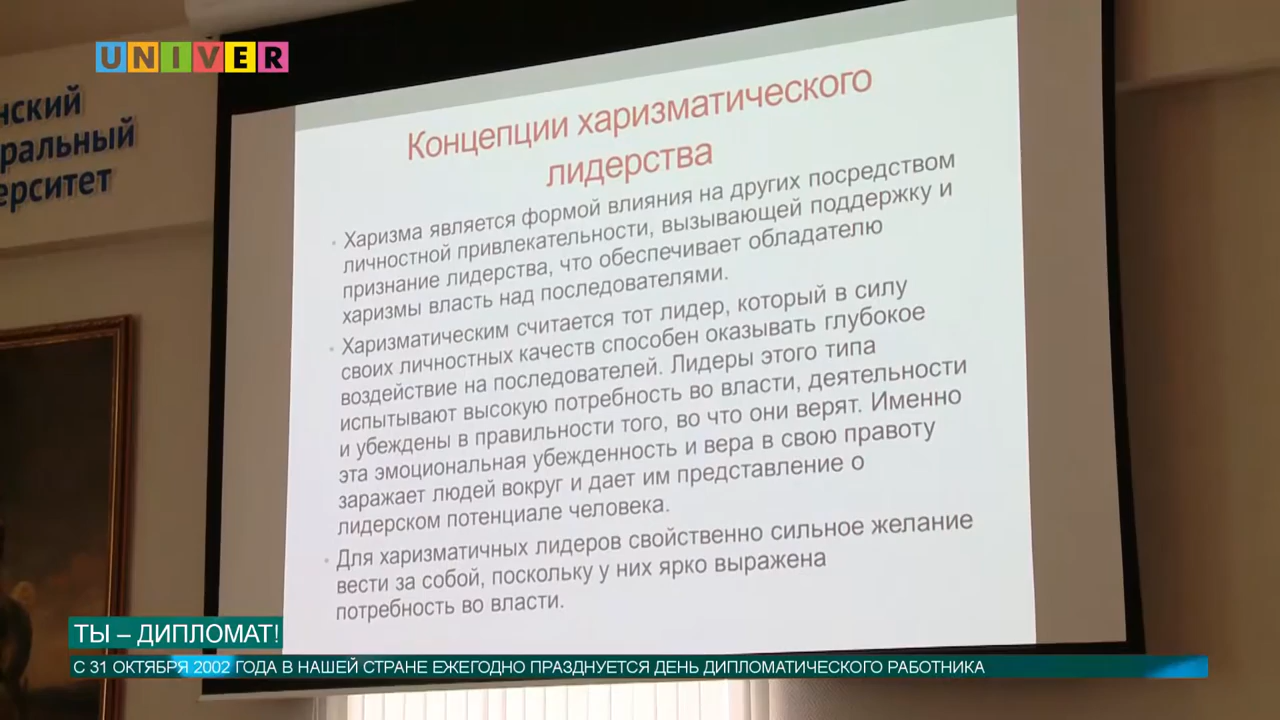 UNIVER
нский
ральный
ерситет
Концепции харизматического
лидерства
Харизма является формой влияния на других посредством
личностной привлекательности, вызывающей поддержку и
признание лидерства, что обеспечивает обладателю
харизмы власть над последователями.
Харизматическим считается тот лидер, который в силу
своих личностных качеств способен оказывать глубокое
воздействие на последователей. Лидеры этого типа
испытывают высокую потребность во власти, деятельности
и убеждены в правильности того, во что они верят. Именно
эта эмоциональная убежденность и вера в свою правоту
заражает людей вокруг и дает им представление о
лидерском потенциале человека.
Для харизматичных лидеров свойственно сильное желание
вести за собой, поскольку у них ярко выражена
потребность во власти.
ТЫ – ДИПЛОМАТ!
С 31 ОКТЯБРЯ 2002 ГОДА В НАШЕЙ СТРАНЕ ЕЖЕГОДНО ПРАЗДНУЕТСЯ ДЕНЬ ДИПЛОМАТИЧЕСКОГО РАБОТНИКА